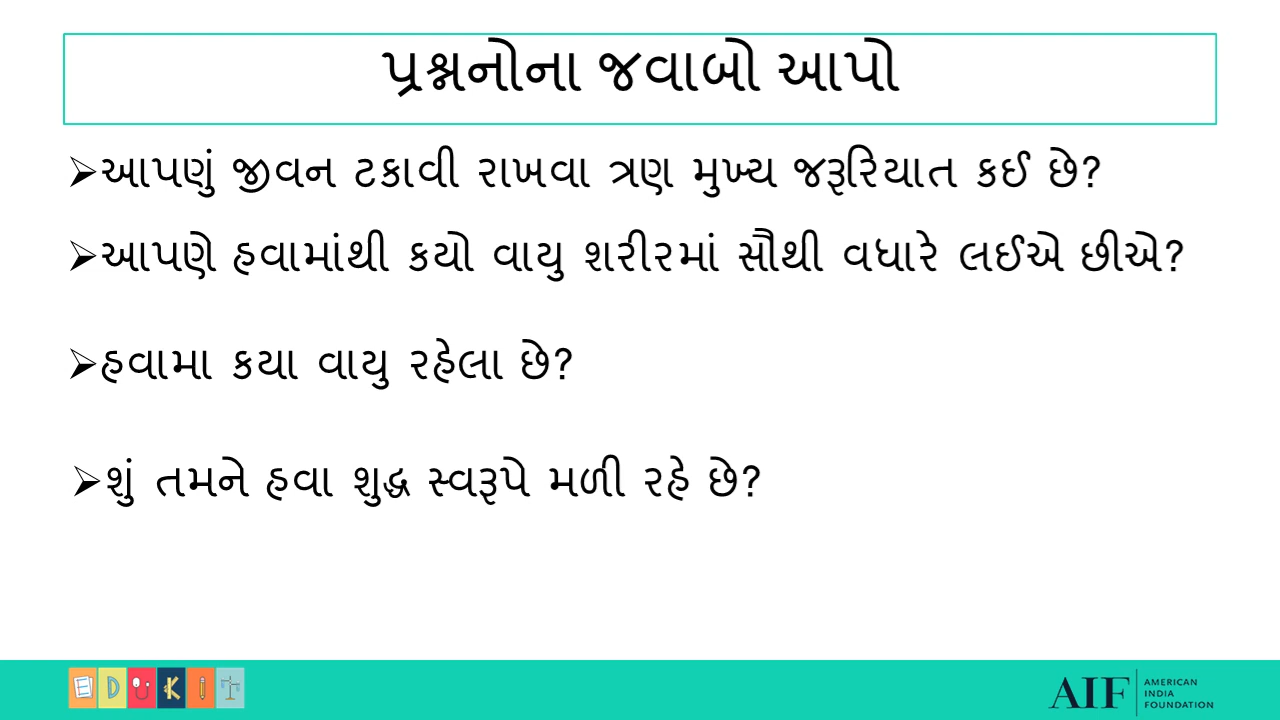 પ્રશ્નોના જવાબો આપો
➢આપણું જીવન ટકાવી રાખવા ત્રણ મુખ્ય જરૂરિયાત કઈ છે?
➢આપણે હવામાંથી કયો વાયુ શરીરમાં સૌથી વધારે લઈએ છીએ?
➢હવામા કયા વાયુ રહેલા છે?
➢શું તમને હવા શુદ્ધ સ્વરૂપે મળી રહે છે?
EDUKIT
AIF AMERICAN
INDIA
FOUNDATION